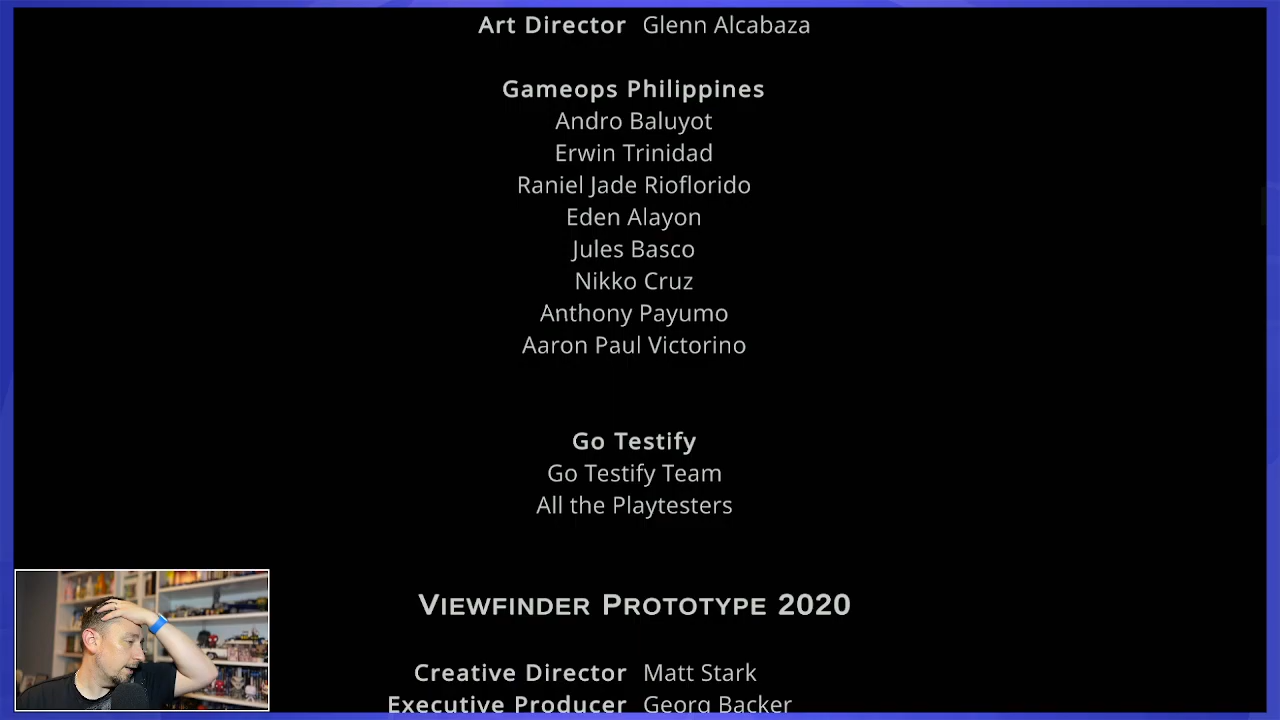 Art Director Glenn Alcabaza
Gameops Philippines
Andro Baluyot
Erwin Trinidad
Raniel Jade Rioflorido
Eden Alayon
Jules Basco
Nikko Cruz
Anthony Payumo
Aaron Paul Victorino
Go Testify
Go Testify Team
All the Playtesters
VIEWFINDER PROTOTYPE 2020
Creative Director Matt Stark
Executive Producer Georg Backer